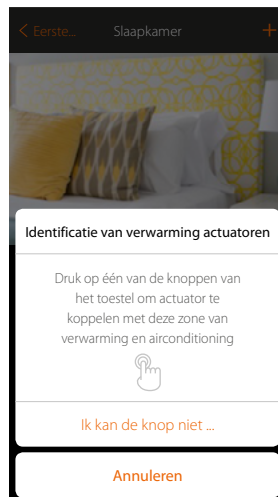 Eerste... Slaapkamer +
Identificatie van verwarming actuatoren
Druk op één van de knoppen van
het toestel om actuator te
koppelen met deze zone van
verwarming en airconditioning
Ik kan de knop niet ...
Annuleren